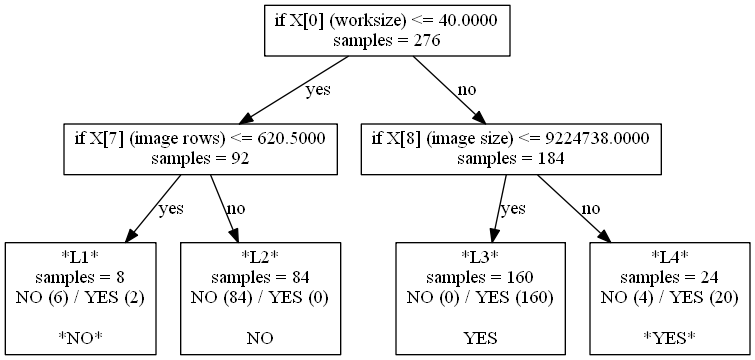 if X[0] (worksize) <= 40.0000
samples = 276
yes
no
if X[7] (image rows) <= 620.5000
samples = 92
if X[8] (image size) <= 9224738.0000
samples = 184
yes
no
yes
no
*L1*
samples = 8
NO (6) / YES (2)
*NO*
*L2*
samples = 84
NO (84) / YES (0)
NO
*L3*
samples = 160
NO (0) / YES (160)
YES
*L4*
samples = 24
NO (4) / YES (20)
*YES*